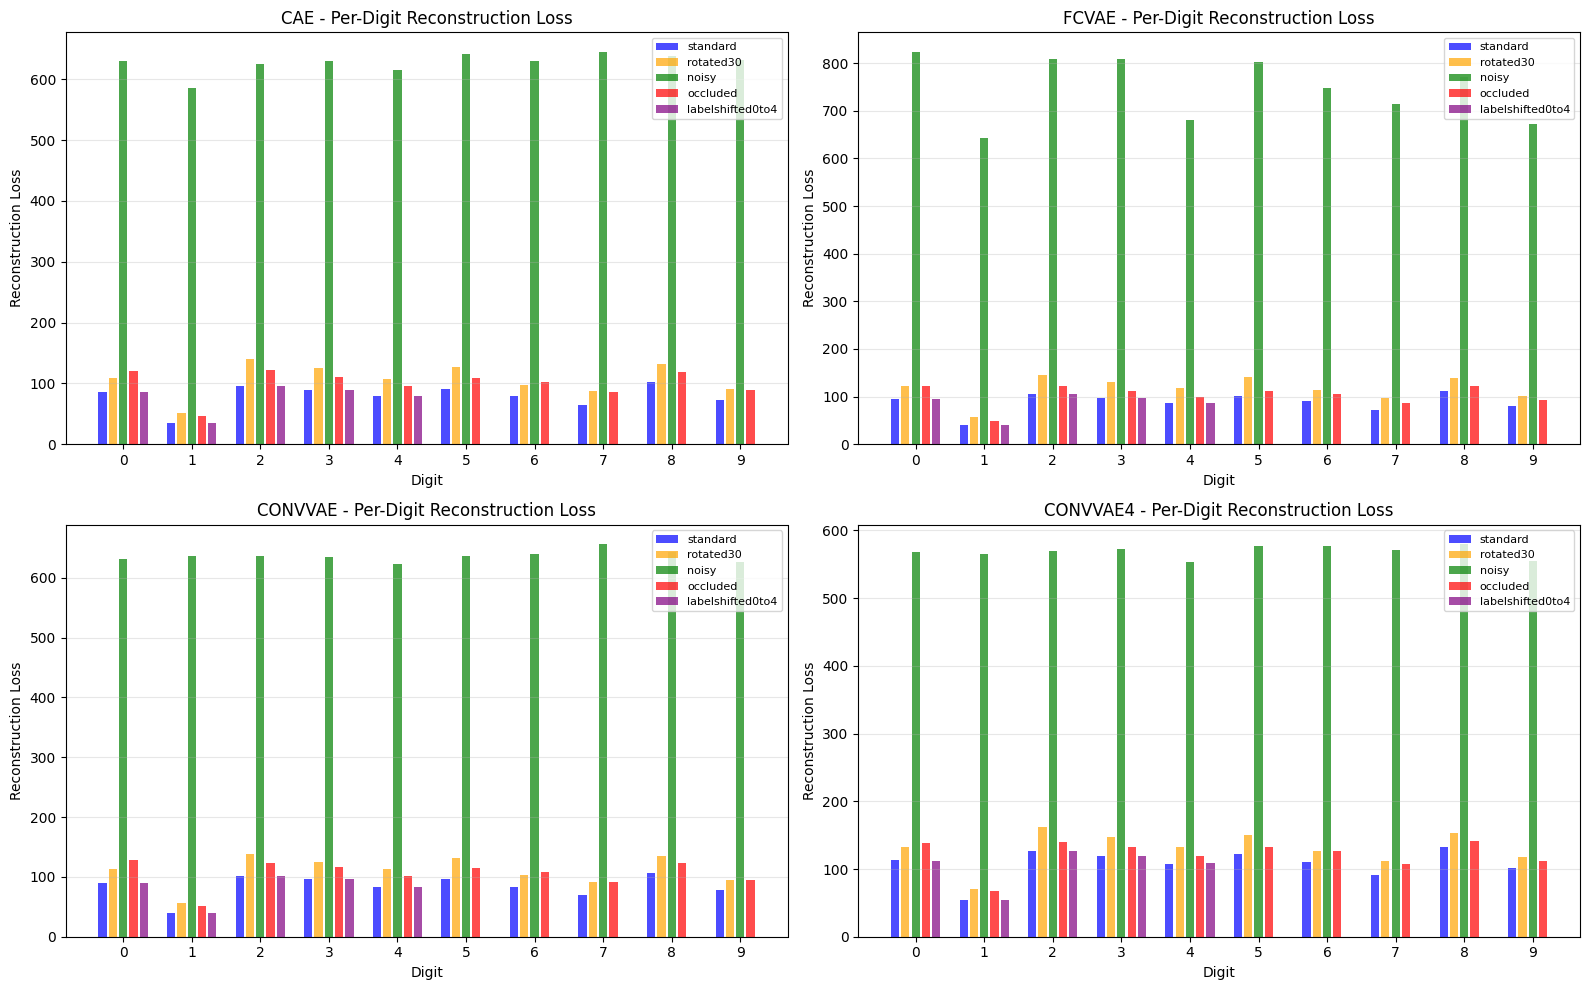 CAE - Per-Digit Reconstruction Loss
Reconstruction Loss
600
500
400
300
200
100
0
standard
rotated30
noisy
occluded
labelshifted0to4
0 1 2 3 4 5 6 7 8 9
Digit
FCVAE - Per-Digit Reconstruction Loss
Reconstruction Loss
800
700
600
500
400
300
200
100
0
standard
rotated30
noisy
occluded
labelshifted0to4
0 1 2 3 4 5 6 7 8 9
Digit
CONVVAE - Per-Digit Reconstruction Loss
Reconstruction Loss
600
500
400
300
200
100
0
standard
rotated30
noisy
occluded
labelshifted0to4
0 1 2 3 4 5 6 7 8 9
Digit
CONVVAE4 - Per-Digit Reconstruction Loss
Reconstruction Loss
600
500
400
300
200
100
0
standard
rotated30
noisy
occluded
labelshifted0to4
0 1 2 3 4 5 6 7 8 9
Digit